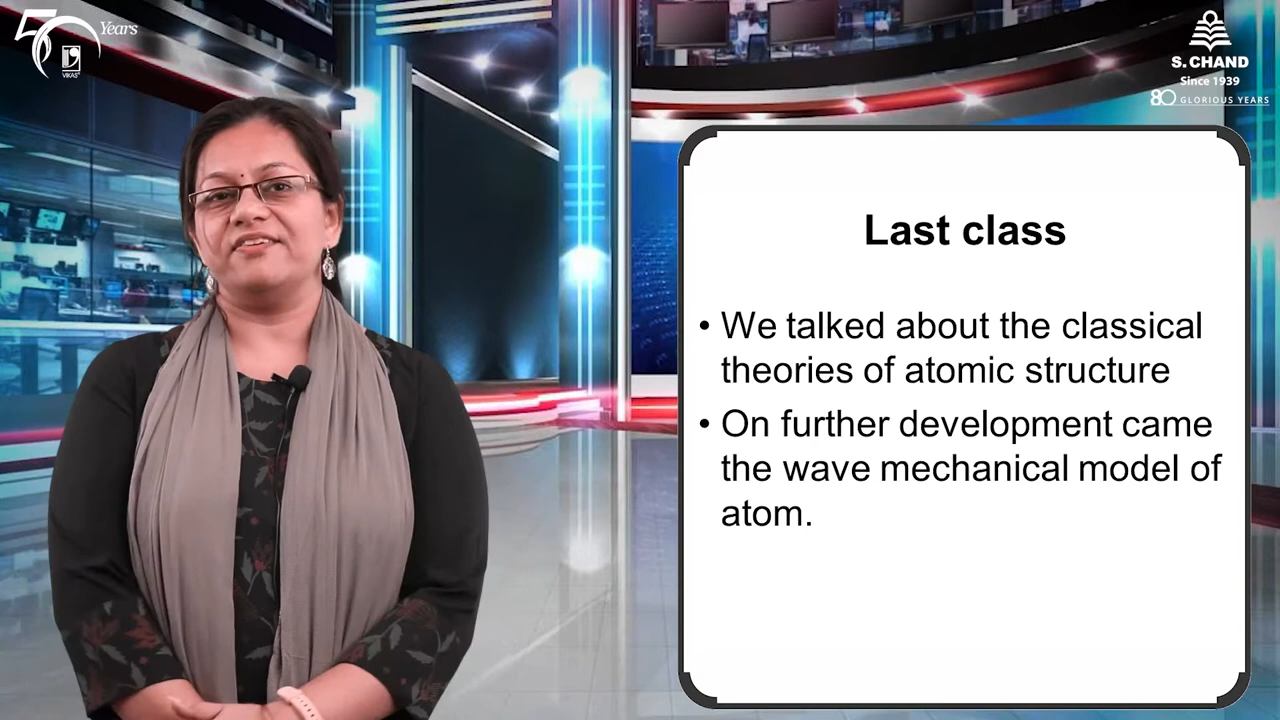 50 Years
VIKAS
S. CHAND
Since 1939
80 GLORIOUS YEARS
Last class
• We talked about the classical
theories of atomic structure
• On further development came
the wave mechanical model of
atom.